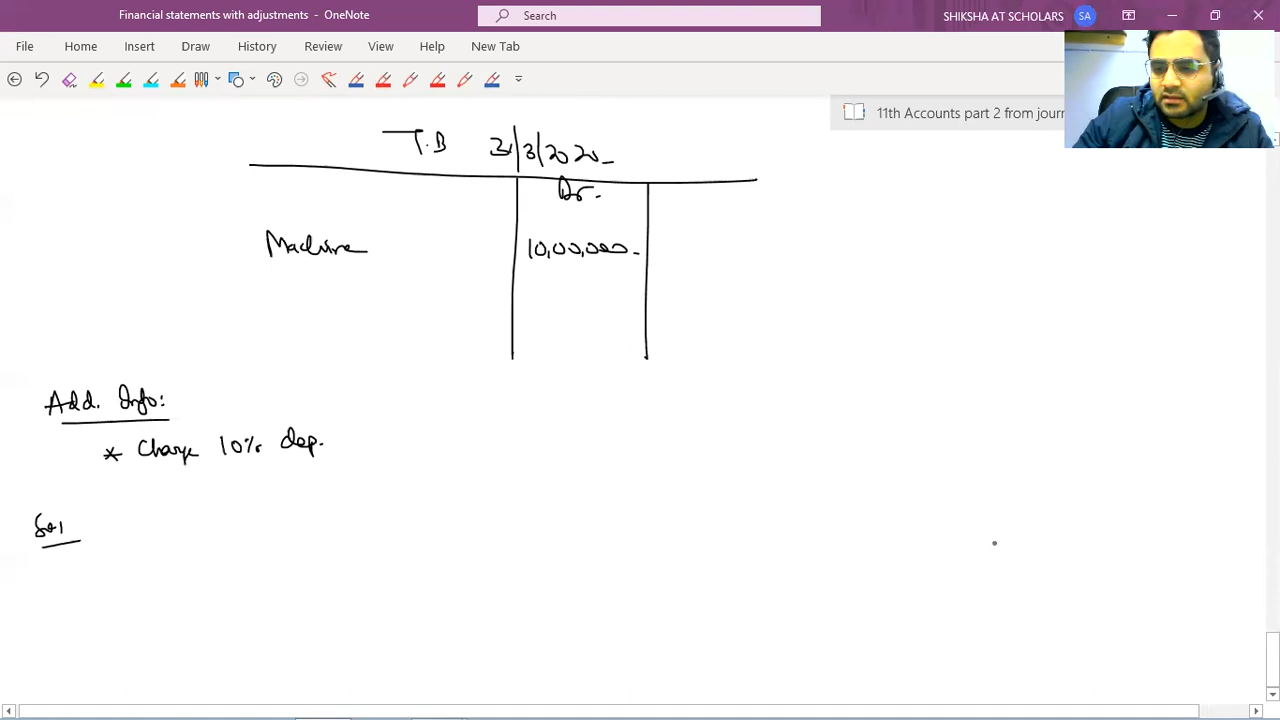 Financial statements with adjustments - OneNote
Search
SHIKSHA AT SCHOLARS SA
File Home Insert Draw History Review View Help New Tab
11th Accounts part 2 from jour
T.B 31/3/2020
Dr.
Machine 10,00,000
Add. Info:
* Charge 10% dep.
Sol